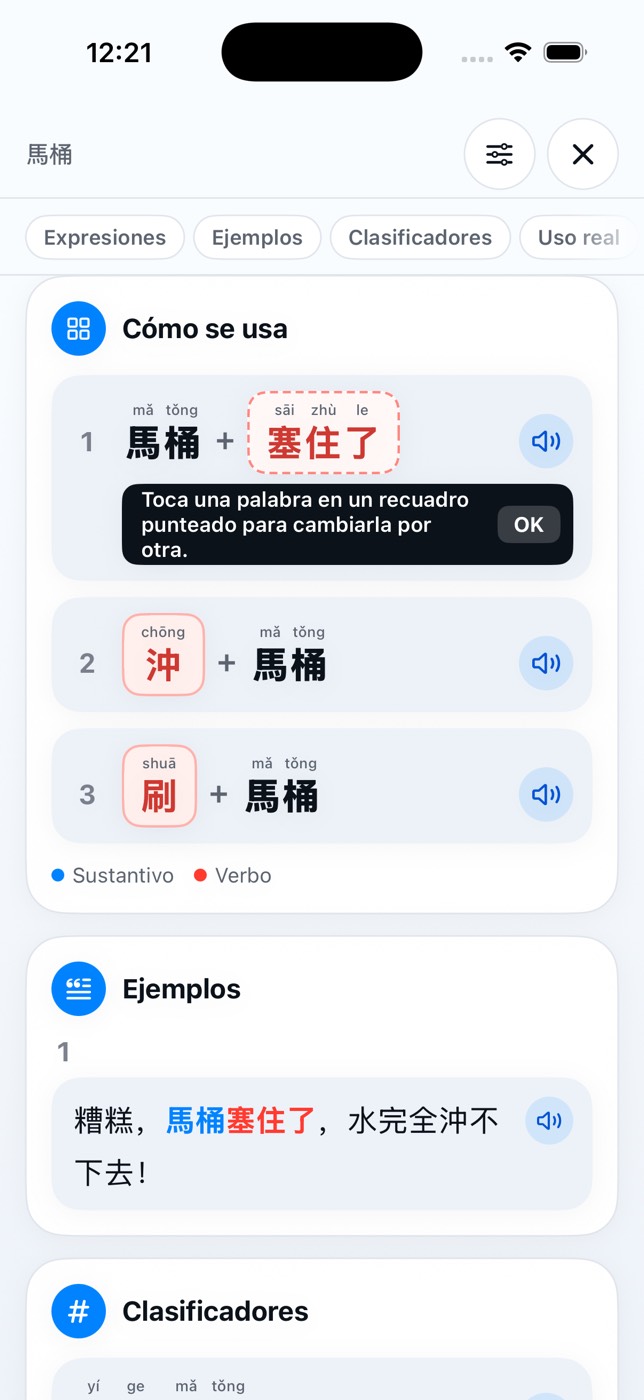 12:21
馬桶
Expresiones Ejemplos Clasificadores Uso real
Cómo se usa
mǎ tǒng sāi zhù le
1 馬桶 + 塞住了
Toca una palabra en un recuadro
punteado para cambiarla por
otra.
OK
chōng mǎ tǒng
2 沖 + 馬桶
shuā mǎ tǒng
3 刷 + 馬桶
Sustantivo Verbo
Ejemplos
1
糟糕，馬桶塞住了，水完全沖不
下去！
# Clasificadores
yí ge mǎ tǒng